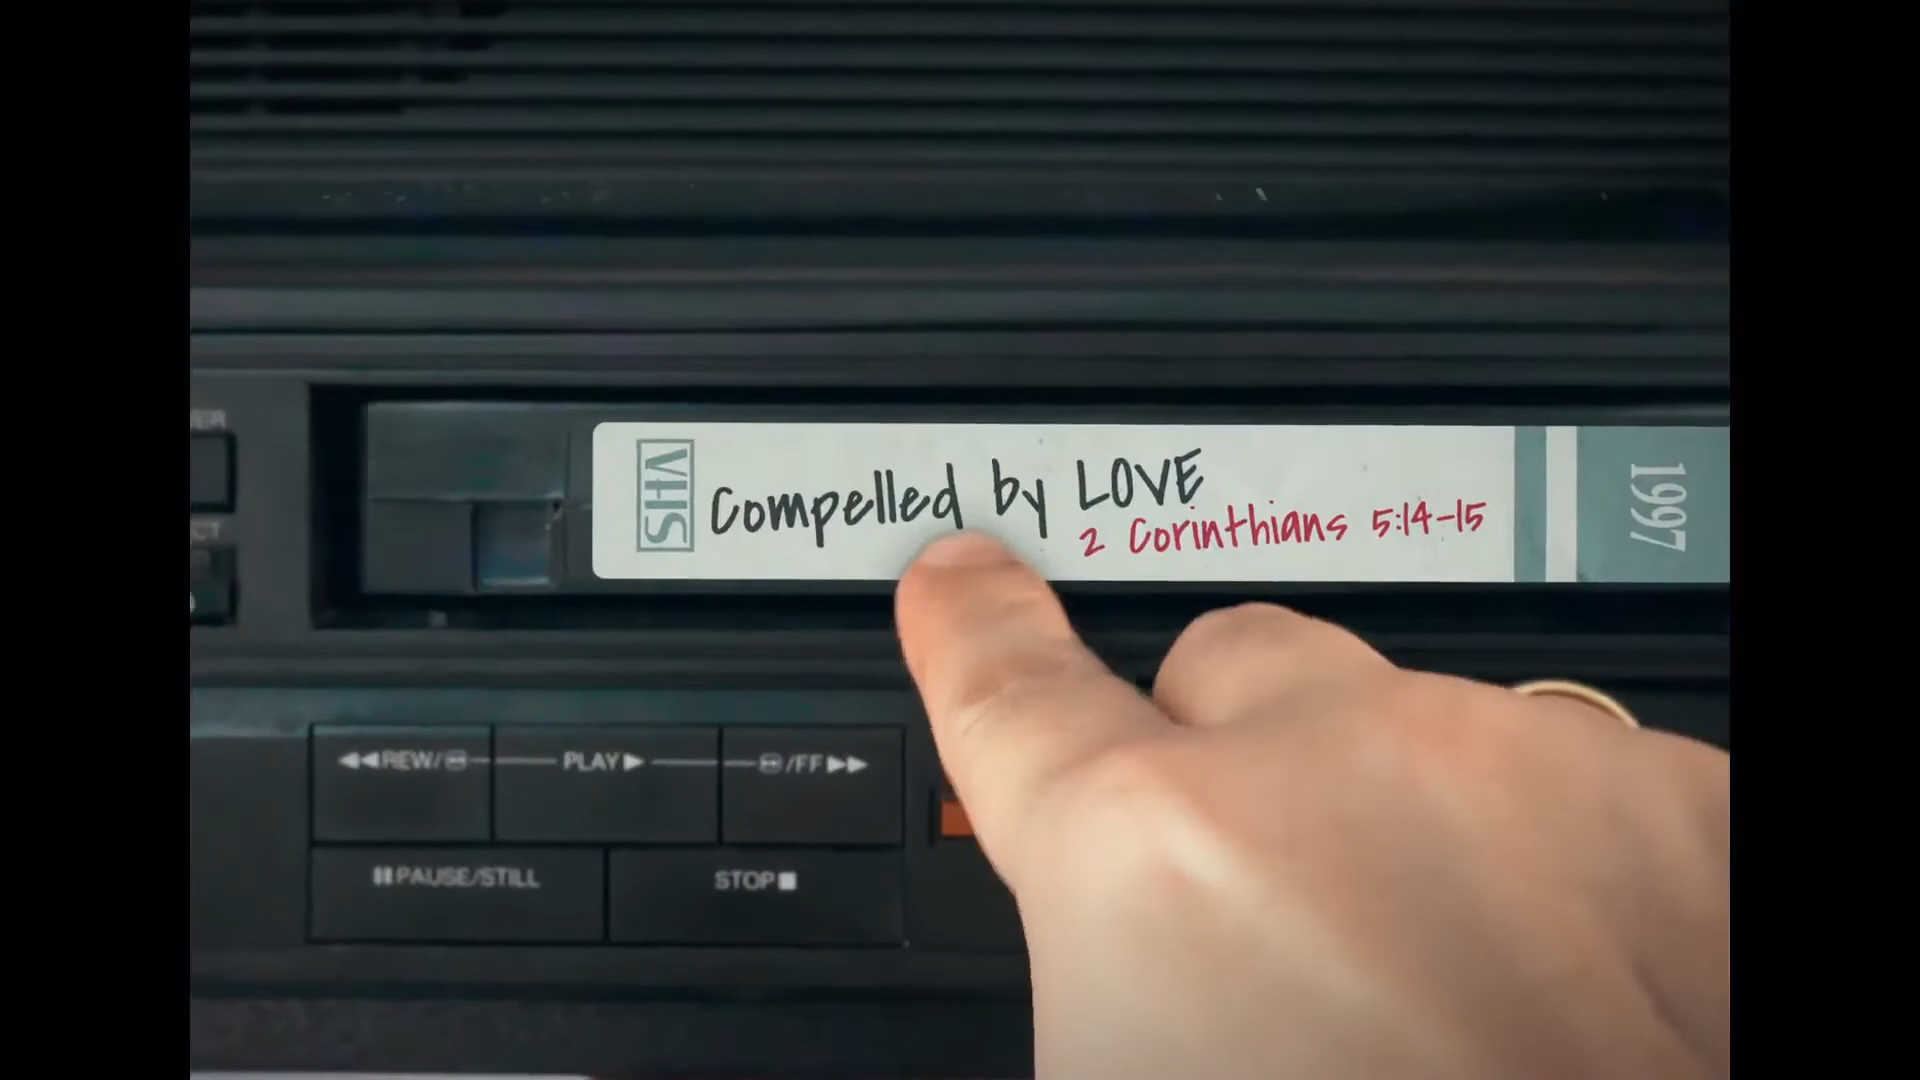 VHS
Compelled by LOVE
2 Corinthians 5:14-15
1997
REW/
PLAY
/FF
PAUSE/STILL
STOP